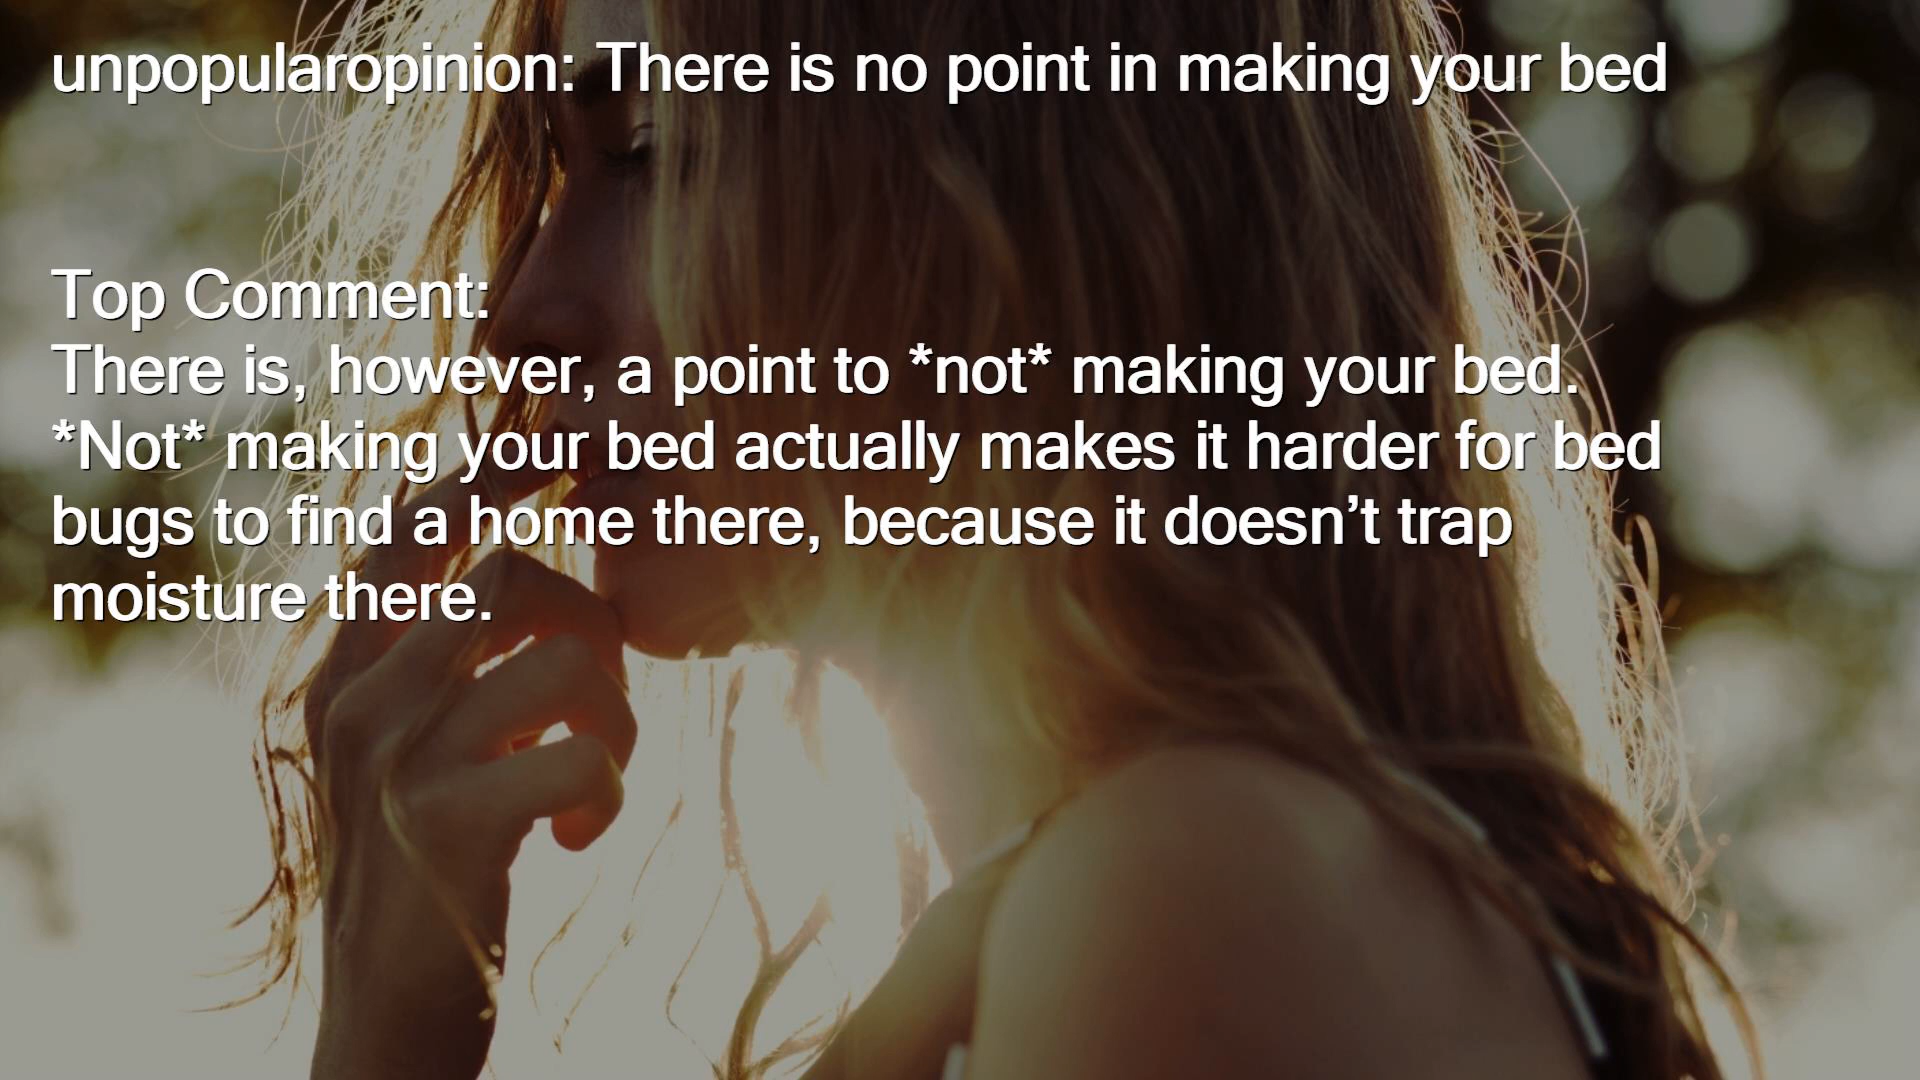 unpopularopinion: There is no point in making your bed
Top Comment:
There is, however, a point to *not* making your bed.
*Not* making your bed actually makes it harder for bed
bugs to find a home there, because it doesn’t trap
moisture there.